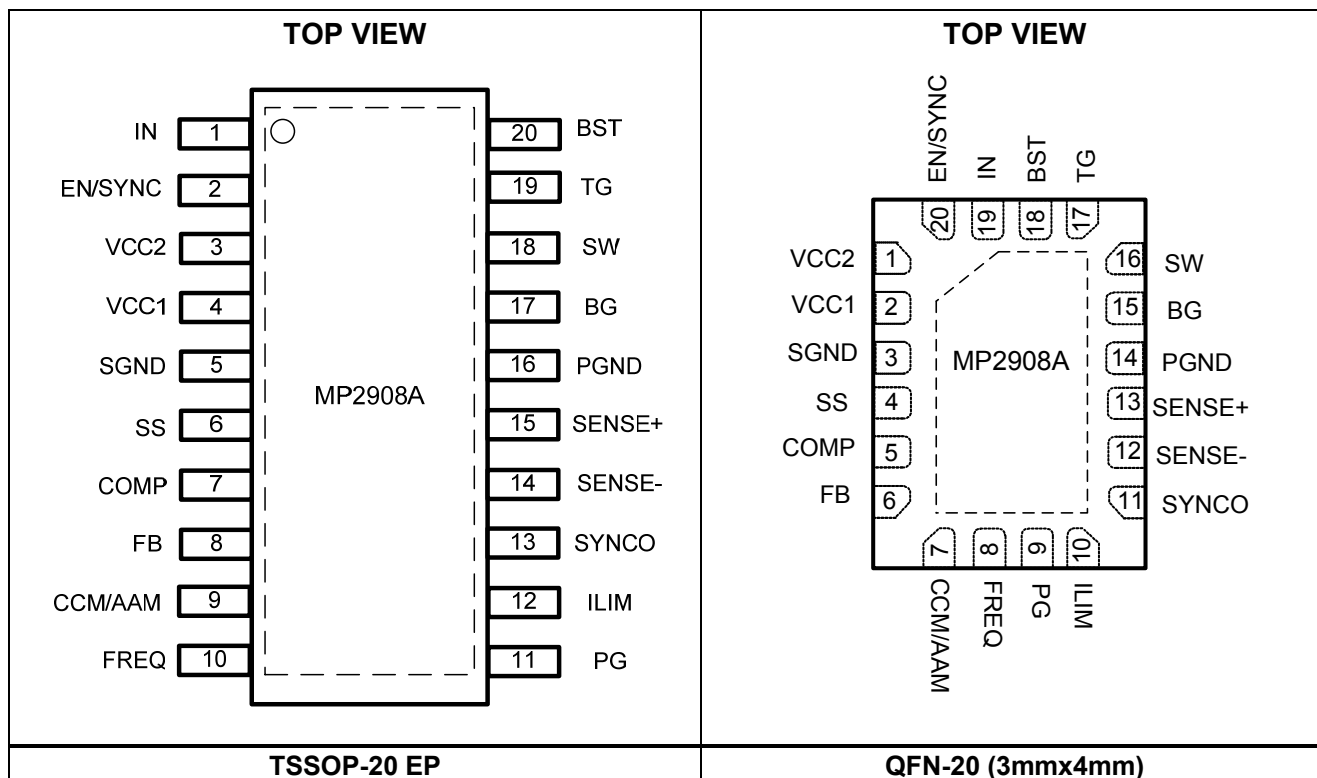 TOP VIEW
IN 1
EN/SYNC 2
VCC2 3
VCC1 4
SGND 5
SS 6
COMP 7
FB 8
CCM/AAM 9
FREQ 10
MP2908A
20 BST
19 TG
18 SW
17 BG
16 PGND
15 SENSE+
14 SENSE-
13 SYNCO
12 ILIM
11 PG
TSSOP-20 EP
TOP VIEW
EN/SYNC 20
IN 19
BST 18
TG 17
VCC2 1
VCC1 2
SGND 3
SS 4
COMP 5
FB 6
MP2908A
16 SW
15 BG
14 PGND
13 SENSE+
12 SENSE-
11 SYNCO
7 CCM/AAM
8 FREQ
9 PG
10 ILIM
QFN-20 (3mmx4mm)